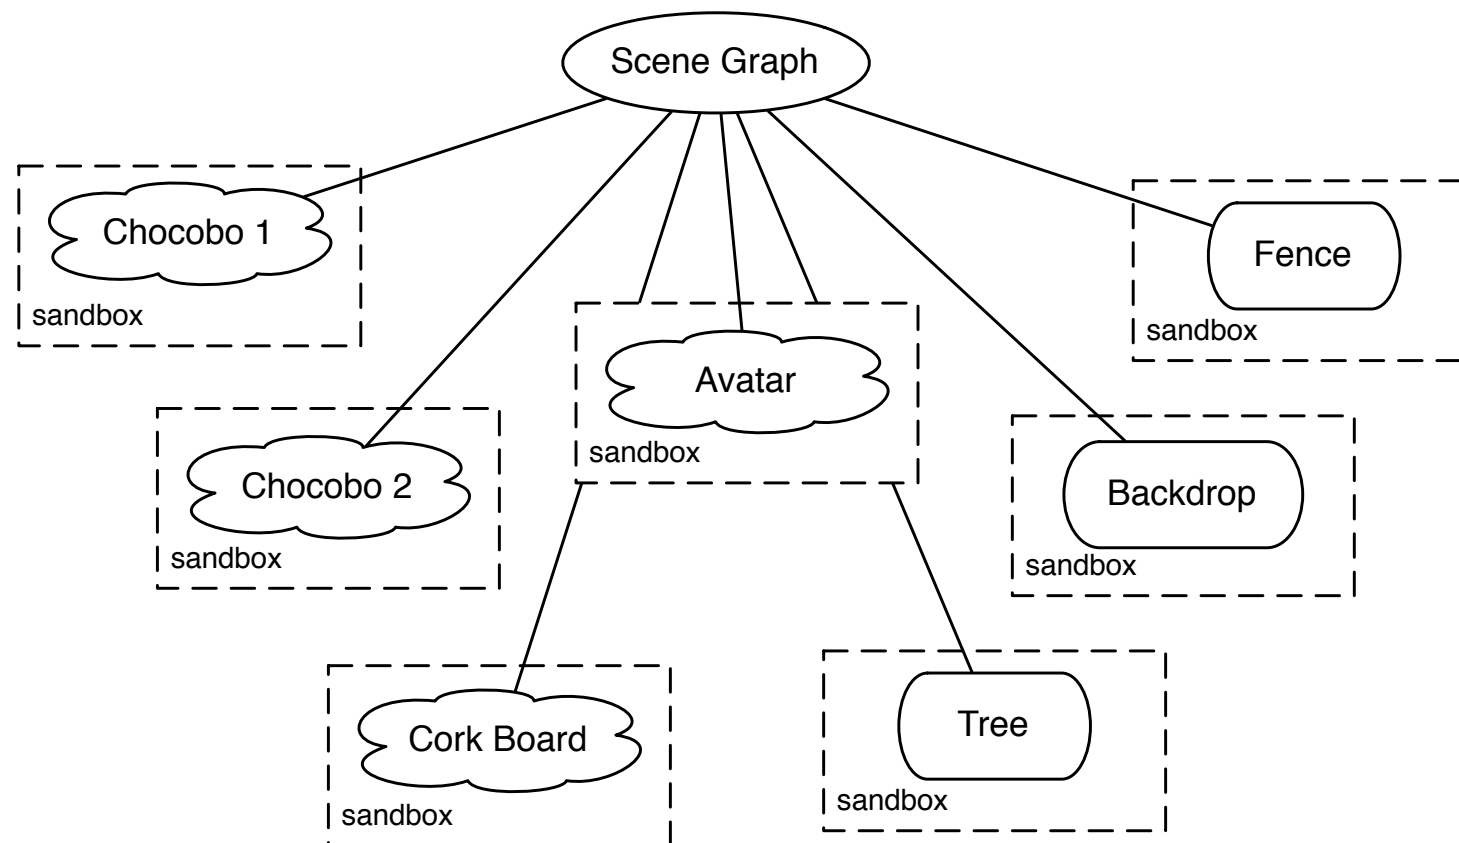 Scene Graph
Chocobo 1
sandbox
Fence
sandbox
Avatar
sandbox
Chocobo 2
sandbox
Backdrop
sandbox
Cork Board
sandbox
Tree
sandbox